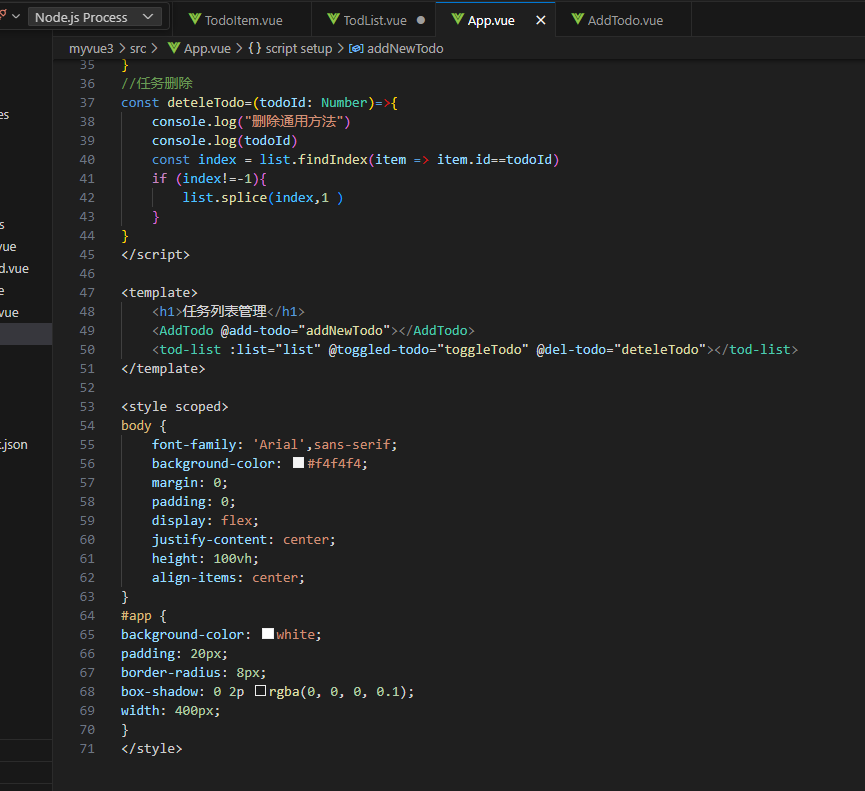 Node.js Process
TodoItem.vue
TodList.vue
App.vue
AddTodo.vue
myvue3 > src > App.vue > {} script setup > addNewTodo
es
s
vue
d.vue
e
vue
.json
35 }
36 //任务删除
37 const deteleTodo=(todoId: Number)=>{
38 console.log("删除通用方法")
39 console.log(todoId)
40 const index = list.findIndex(item => item.id==todoId)
41 if (index!=-1){
42 list.splice(index,1 )
43 }
44 }
45 </script>
46
47 <template>
48 <h1>任务列表管理</h1>
49 <AddTodo @add-todo="addNewTodo"></AddTodo>
50 <tod-list :list="list" @toggled-todo="toggleTodo" @del-todo="deteleTodo"></tod-list>
51 </template>
52
53 <style scoped>
54 body {
55 font-family: 'Arial',sans-serif;
56 background-color: #f4f4f4;
57 margin: 0;
58 padding: 0;
59 display: flex;
60 justify-content: center;
61 height: 100vh;
62 align-items: center;
63 }
64 #app {
65 background-color: white;
66 padding: 20px;
67 border-radius: 8px;
68 box-shadow: 0 2p rgba(0, 0, 0, 0.1);
69 width: 400px;
70 }
71 </style>